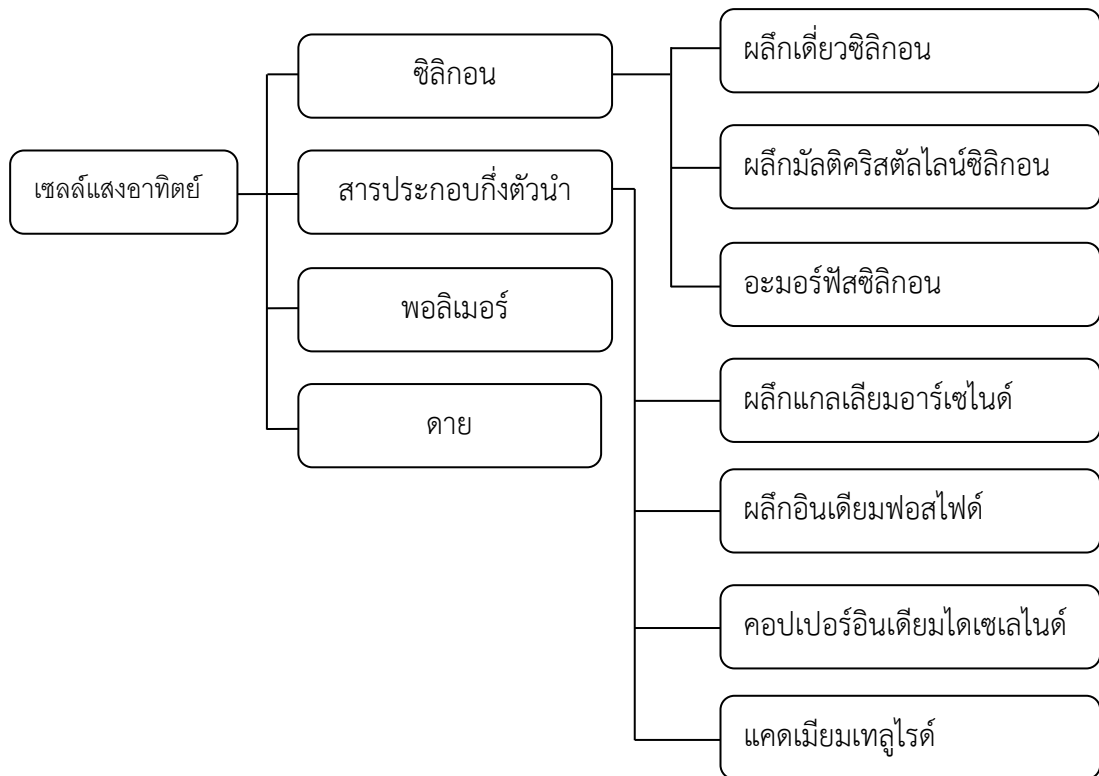 เซลล์แสงอาทิตย์
ซิลิกอน
สารประกอบกึ่งตัวนำ
พอลิเมอร์
ดาย
ผลึกเดี่ยวซิลิกอน
ผลึกมัลติคริสตัลไลน์ซิลิกอน
อะมอร์ฟัสซิลิกอน
ผลึกแกลเลียมอาร์เซไนด์
ผลึกอินเดียมฟอสไฟด์
คอปเปอร์อินเดียมไดเซเลไนด์
แคดเมียมเทลูไรด์